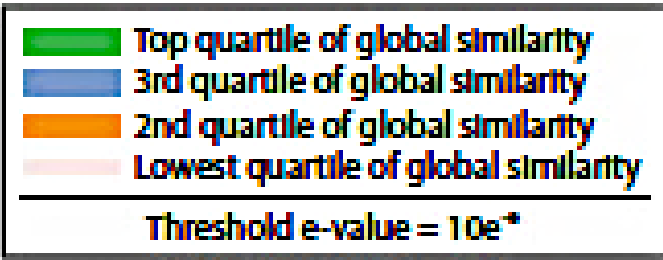 Top quartile of global similarity
3rd quartile of global similarity
2nd quartile of global similarity
Lowest quartile of global similarity
Threshold e-value =